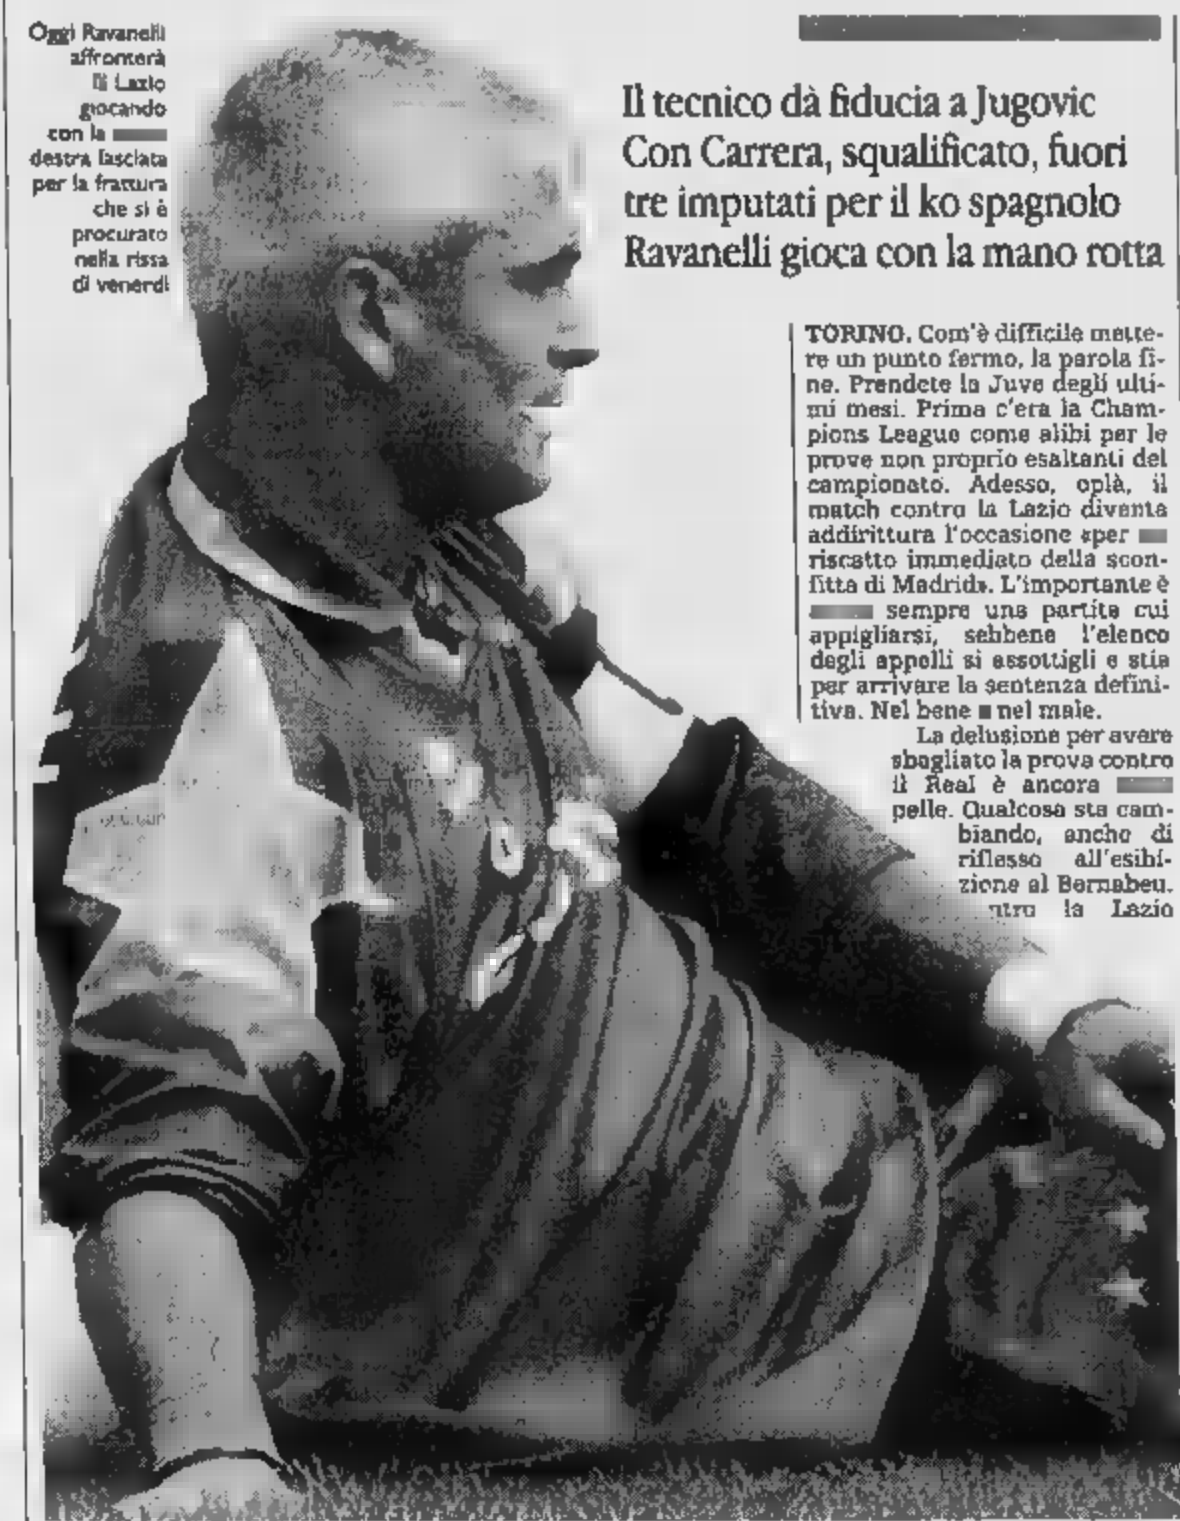 Oggi Ravanelli
affronterà
la Lazio
giocando
con la
destra fasciata
per la frattura
che si è
procurato
nella rissa
di venerdì
Il tecnico dà fiducia a Jugovic
Con Carrera, squalificato, fuori
tre imputati per il ko spagnolo
Ravanelli gioca con la mano rotta
TORINO. Com'è difficile mette-
re un punto fermo, la parola fi-
ne. Prendete la Juve degli ulti-
mi mesi. Prima c'era la Cham-
pions League come alibi per le
prove non proprio esaltanti del
campionato. Adesso, oplà, il
match contro la Lazio diventa
addirittura l'occasione «per
riscatto immediato della scon-
fitta di Madrid». L'importante è
sempre una partita cui
appigliarsi, sebbene l'elenco
degli appelli si assottigli e stia
per arrivare la sentenza defini-
tiva. Nel bene nel male.
La delusione per avere
sbagliato la prova contro
il Real è ancora
pelle. Qualcosa sta cam-
biando, anche di
riflesso all'esibi-
zione al Bernabeu.
ntro la Lazio